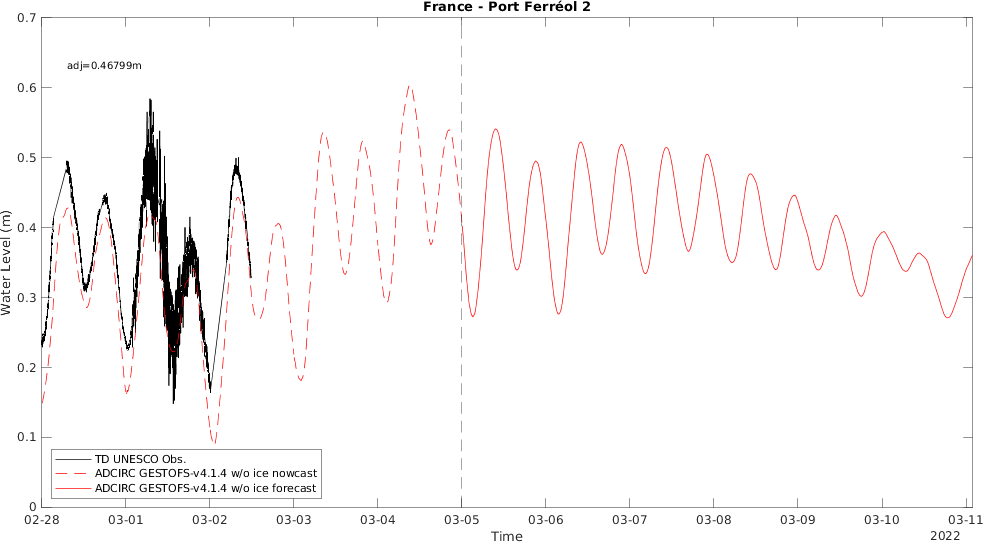 France - Port Ferréol 2
adj=0.46799m
Water Level (m)
0.7
0.6
0.5
0.4
0.3
0.2
0.1
0
TD UNESCO Obs.
ADCIRC GESTOFS-v4.1.4 w/o ice nowcast
ADCIRC GESTOFS-v4.1.4 w/o ice forecast
02-28 03-01 03-02 03-03 03-04 03-05 03-06 03-07 03-08 03-09 03-10 03-11
Time
2022